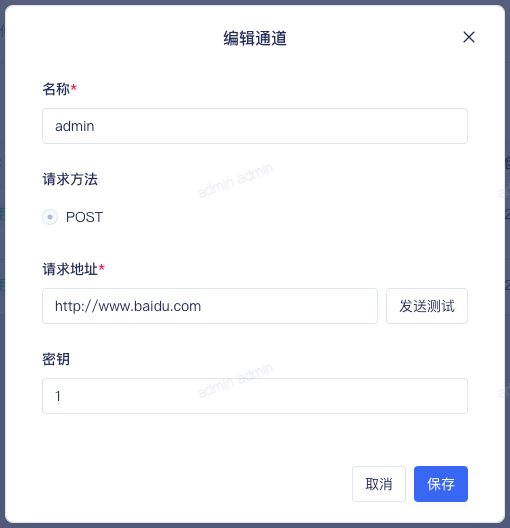 编辑通道
名称*
admin
请求方法
admin admin
POST
请求地址*
http://www.baidu.com
发送测试
密钥
admin admin
1
取消
保存